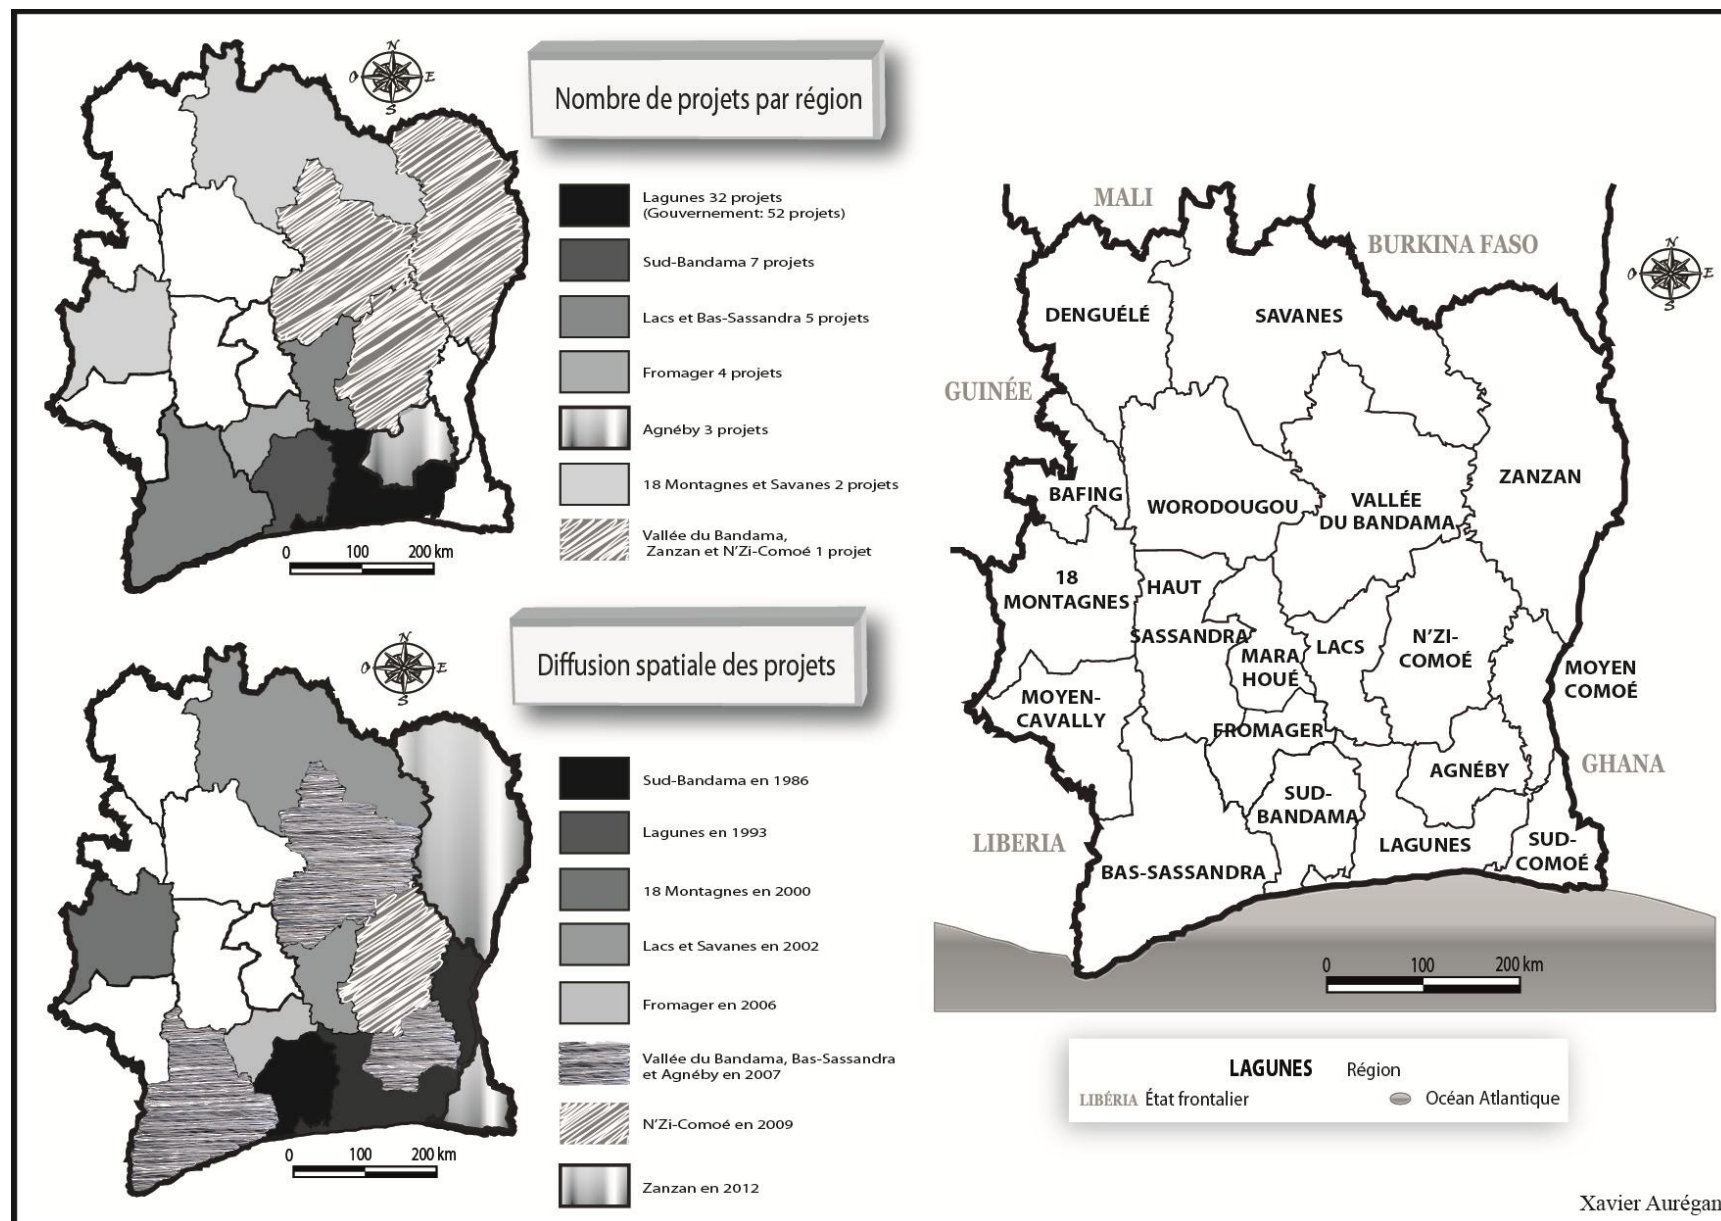 N
O
E
S
Nombre de projets par région
Lagunes 32 projets
(Gouvernement: 52 projets)
Sud-Bandama 7 projets
Lacs et Bas-Sassandra 5 projets
Fromager 4 projets
Agnéby 3 projets
18 Montagnes et Savanes 2 projets
Vallée du Bandama,
Zanzan et N'Zi-Comoé 1 projet
0 100 200 km
N
O
E
S
Diffusion spatiale des projets
Sud-Bandama en 1986
Lagunes en 1993
18 Montagnes en 2000
Lacs et Savanes en 2002
Fromager en 2006
Vallée du Bandama, Bas-Sassandra
et Agnéby en 2007
N'Zi-Comoé en 2009
Zanzan en 2012
0 100 200 km
MALI
BURKINA FASO
N
O
E
S
DENGUÉLÉ
SAVANES
GUINÉE
ZANZAN
BAFING
WORODOUGOU
VALLÉE
DU BANDAMA
18
MONTAGNES
HAUT
SASSANDRA
MARA
HOUÉ
LACS
N'ZI-
COMOÉ
MOYEN
COMOÉ
MOYEN-
CAVALLY
FROMAGER
AGNÉBY
GHANA
SUD-
BANDAMA
LIBERIA
LAGUNES
SUD-
COMOÉ
BAS-SASSANDRA
0 100 200 km
LAGUNES Région
LIBÉRIA État frontalier
Océan Atlantique
Xavier Aurégan